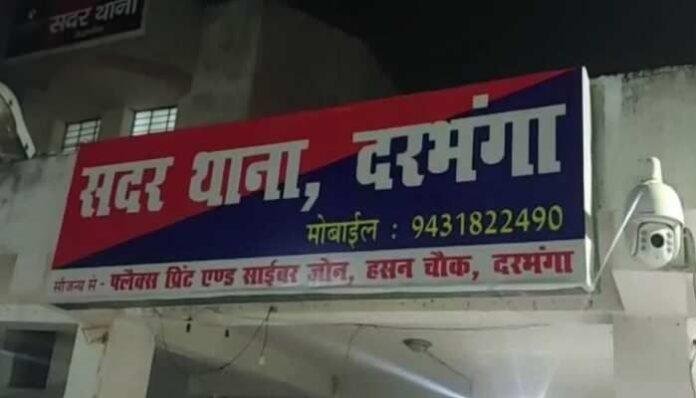 सदर थाना
सदर थाना, दरभंगा
मोबाईल : 9431822490
सौजन्य सं - फ्लैक्स प्रिंट एण्ड साईबर जोन, हसन चौक, दरभंगा